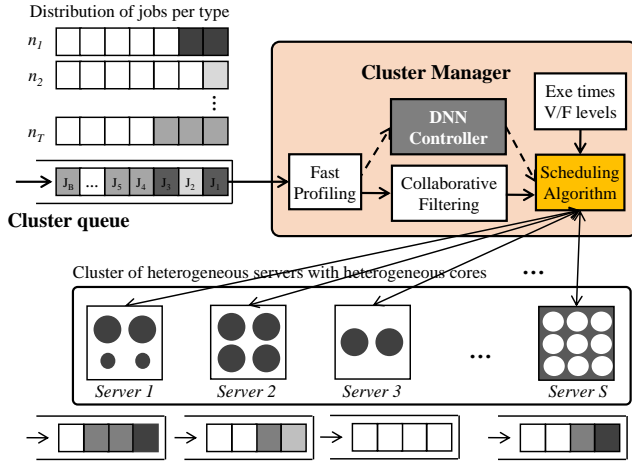 Distribution of jobs per type
n1
n2
⋮
nT
JB ... J5 J4 J3 J2 J1
Cluster queue
Cluster Manager
DNN
Controller
Exe times
V/F levels
Fast
Profiling
Collaborative
Filtering
Scheduling
Algorithm
Cluster of heterogeneous servers with heterogeneous cores ...
...
Server 1 Server 2 Server 3 Server S